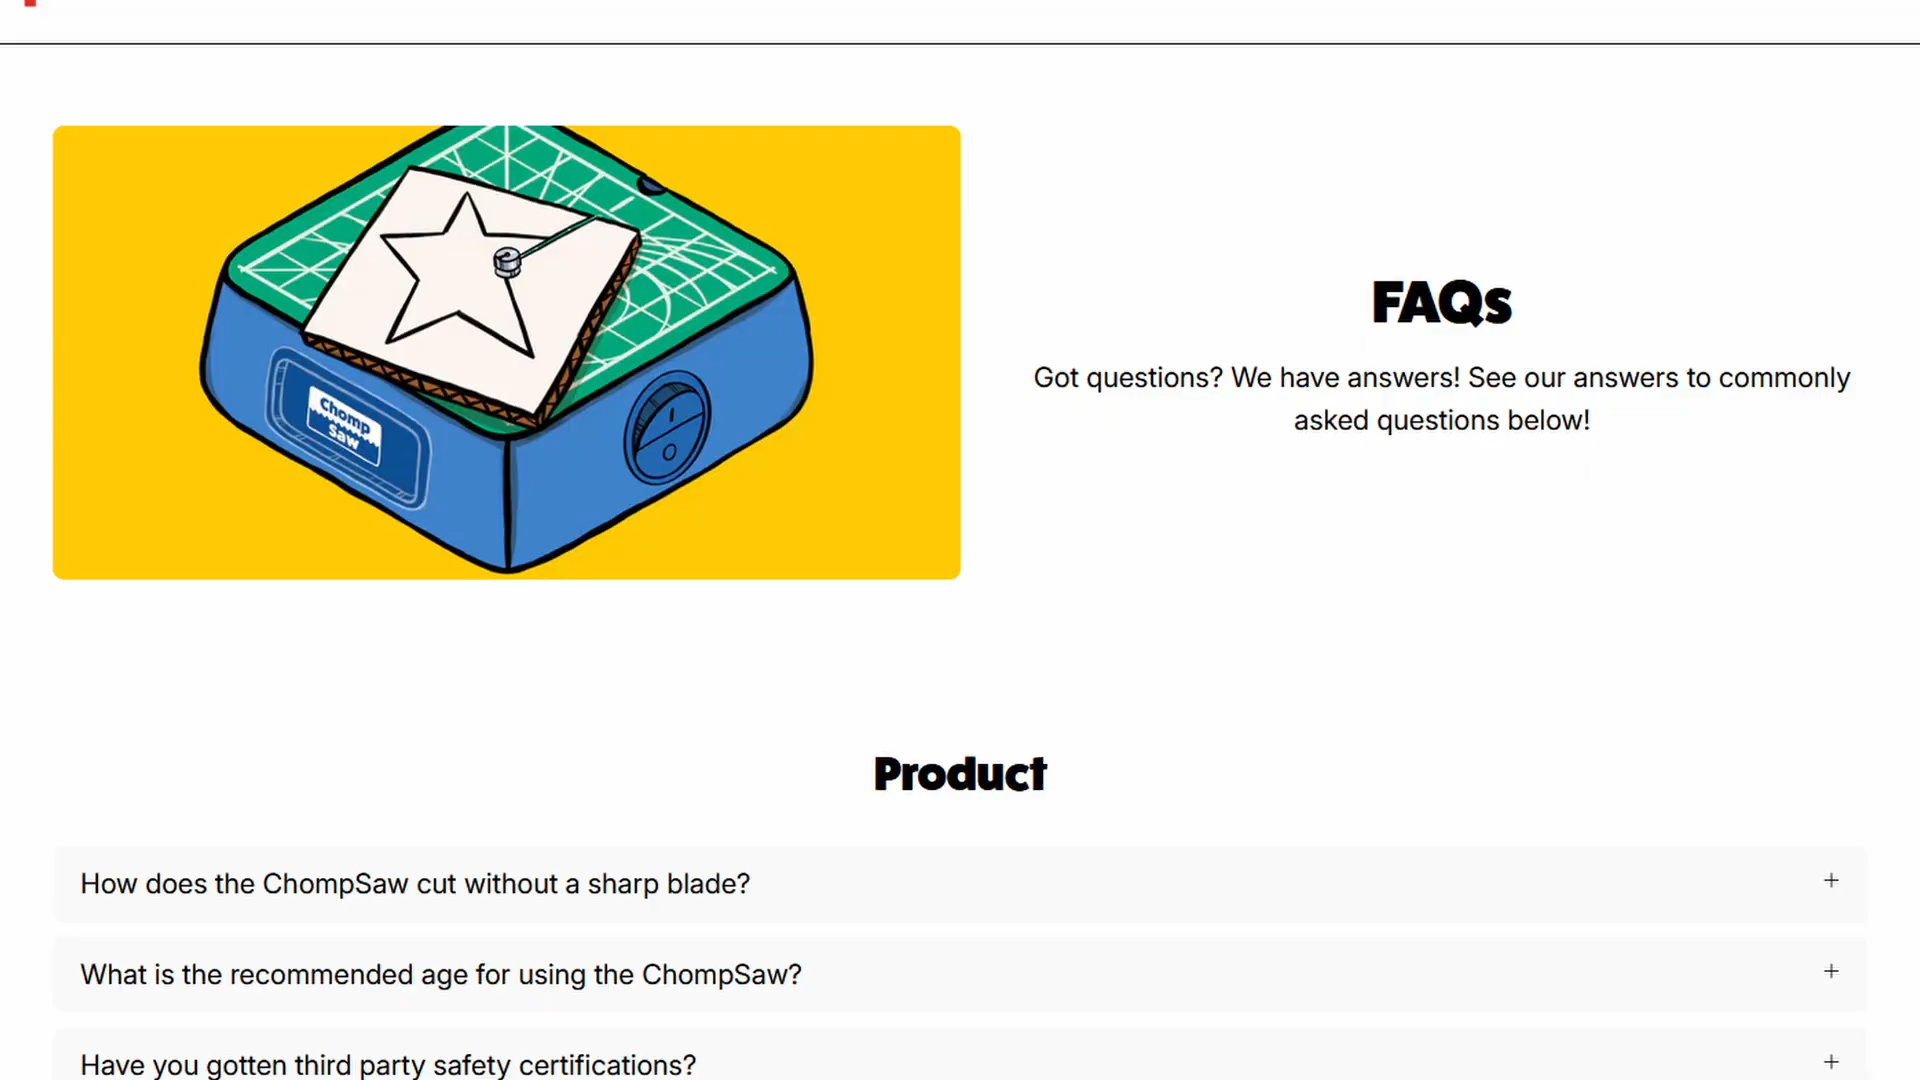 Chomp
Saw
FAQs
Got questions? We have answers! See our answers to commonly
asked questions below!
Product
How does the ChompSaw cut without a sharp blade?
What is the recommended age for using the ChompSaw?
Have you gotten third party safety certifications?